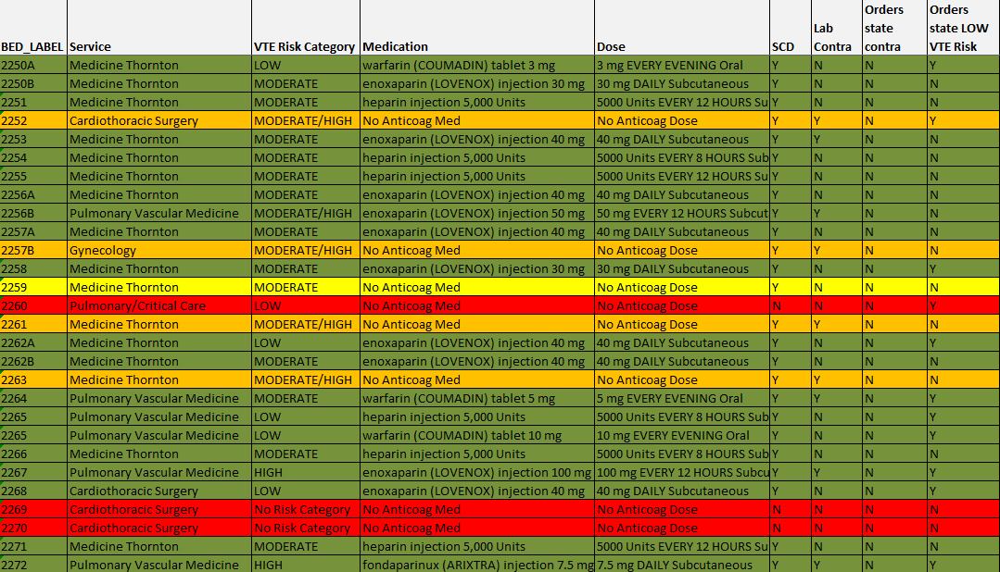 BED_LABEL Service VTE Risk Category Medication Dose SCD Lab Contra Orders state contra Orders state LOW VTE Risk
2250A Medicine Thornton LOW warfarin (COUMADIN) tablet 3 mg 3 mg EVERY EVENING Oral Y N N Y
2250B Medicine Thornton MODERATE enoxaparin (LOVENOX) injection 30 mg 30 mg DAILY Subcutaneous Y N N N
2251 Medicine Thornton MODERATE heparin injection 5,000 Units 5000 Units EVERY 12 HOURS Su Y N N N
2252 Cardiothoracic Surgery MODERATE/HIGH No Anticoag Med No Anticoag Dose Y Y N Y
2253 Medicine Thornton MODERATE enoxaparin (LOVENOX) injection 40 mg 40 mg DAILY Subcutaneous Y Y N N
2254 Medicine Thornton MODERATE heparin injection 5,000 Units 5000 Units EVERY 8 HOURS Sub Y N N N
2255 Medicine Thornton MODERATE heparin injection 5,000 Units 5000 Units EVERY 12 HOURS Su Y N N N
2256A Medicine Thornton MODERATE enoxaparin (LOVENOX) injection 40 mg 40 mg DAILY Subcutaneous Y N N N
2256B Pulmonary Vascular Medicine MODERATE/HIGH enoxaparin (LOVENOX) injection 50 mg 50 mg EVERY 12 HOURS Subcut Y Y N N
2257A Medicine Thornton MODERATE enoxaparin (LOVENOX) injection 40 mg 40 mg DAILY Subcutaneous Y N N N
2257B Gynecology MODERATE/HIGH No Anticoag Med No Anticoag Dose Y Y N N
2258 Medicine Thornton MODERATE enoxaparin (LOVENOX) injection 30 mg 30 mg DAILY Subcutaneous Y N N N
2259 Medicine Thornton MODERATE No Anticoag Med No Anticoag Dose Y N N N
2260 Pulmonary/Critical Care LOW No Anticoag Med No Anticoag Dose N N N Y
2261 Medicine Thornton MODERATE/HIGH No Anticoag Med No Anticoag Dose Y Y N N
2262A Medicine Thornton LOW enoxaparin (LOVENOX) injection 40 mg 40 mg DAILY Subcutaneous Y N N Y
2262B Medicine Thornton MODERATE enoxaparin (LOVENOX) injection 40 mg 40 mg DAILY Subcutaneous Y N N N
2263 Medicine Thornton MODERATE/HIGH No Anticoag Med No Anticoag Dose Y Y N N
2264 Pulmonary Vascular Medicine MODERATE warfarin (COUMADIN) tablet 5 mg 5 mg EVERY EVENING Oral Y Y N Y
2265 Pulmonary Vascular Medicine LOW heparin injection 5,000 Units 5000 Units EVERY 8 HOURS Sub Y N N Y
2265 Pulmonary Vascular Medicine LOW warfarin (COUMADIN) tablet 10 mg 10 mg EVERY EVENING Oral Y N N Y
2266 Medicine Thornton MODERATE heparin injection 5,000 Units 5000 Units EVERY 8 HOURS Sub Y N N N
2267 Pulmonary Vascular Medicine HIGH enoxaparin (LOVENOX) injection 100 mg 100 mg EVERY 12 HOURS Subcu Y Y N Y
2268 Cardiothoracic Surgery LOW enoxaparin (LOVENOX) injection 40 mg 40 mg DAILY Subcutaneous Y N N Y
2269 Cardiothoracic Surgery No Risk Category No Anticoag Med No Anticoag Dose N N N N
2270 Cardiothoracic Surgery No Risk Category No Anticoag Med No Anticoag Dose N N N N
2271 Medicine Thornton MODERATE heparin injection 5,000 Units 5000 Units EVERY 12 HOURS Su Y N N N
2272 Pulmonary Vascular Medicine HIGH fondaparinux (ARIXTRA) injection 7.5 mg 7.5 mg DAILY Subcutaneous Y Y N Y